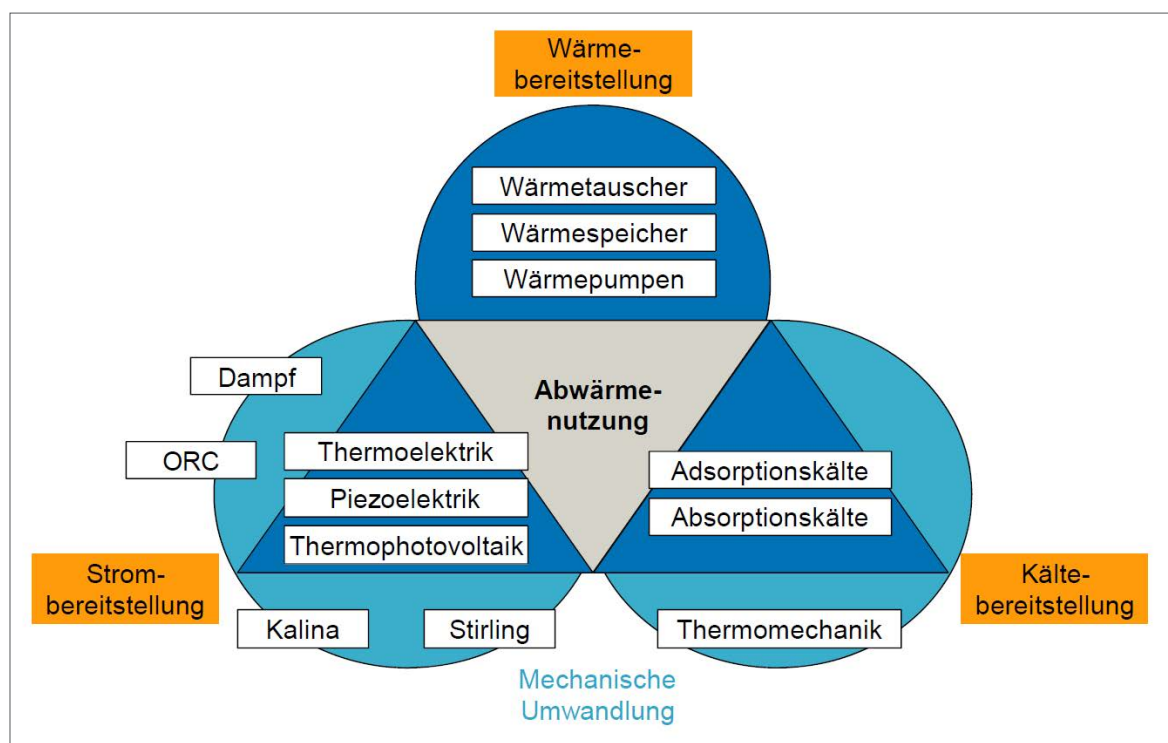 Wärme-
bereitstellung
Wärmetauscher
Wärmespeicher
Wärmepumpen
Abwärme-
nutzung
Dampf
ORC
Thermoelektrik
Piezoelektrik
Thermophotovoltaik
Adsorptionskälte
Absorptionskälte
Strom-
bereitstellung
Kälte-
bereitstellung
Kalina
Stirling
Thermomechanik
Mechanische
Umwandlung